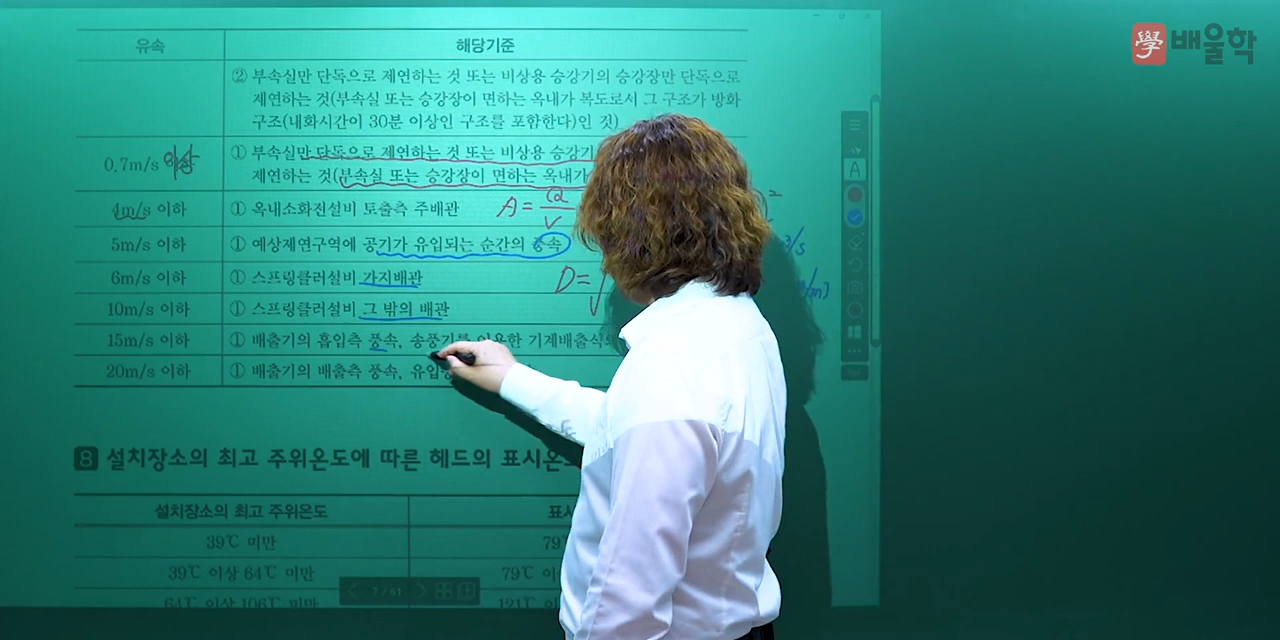 유속 해당기준
② 부속실만 단독으로 제연하는 것 또는 비상용 승강기의 승강장만 단독으로
제연하는 것(부속실 또는 승강장이 면하는 옥내가 복도로서 그 구조가 방화
구조(내화시간이 30분 이상인 구조를 포함한다)인 것)
0.7m/s 이상 ① 부속실만 단독으로 제연하는 것 또는 비상용 승강기
제연하는 것(부속실 또는 승강장이 면하는 옥내가
4m/s 이하 ① 옥내소화전설비 토출측 주배관 A = Q/V
5m/s 이하 ① 예상제연구역에 공기가 유입되는 순간의 풍속
6m/s 이하 ① 스프링클러설비 가지배관 D=√
10m/s 이하 ① 스프링클러설비 그 밖의 배관
15m/s 이하 ① 배출기의 흡입측 풍속, 송풍기를 이용한 기계배출식의
20m/s 이하 ① 배출기의 배출측 풍속, 유입
8 설치장소의 최고 주위온도에 따른 헤드의 표시온도
설치장소의 최고 주위온도 표시
39℃ 미만 79
39℃ 이상 64℃ 미만 79℃ 이
64℃ 이상 106℃ 미만 121℃ 이
7 / 61
學 배울학